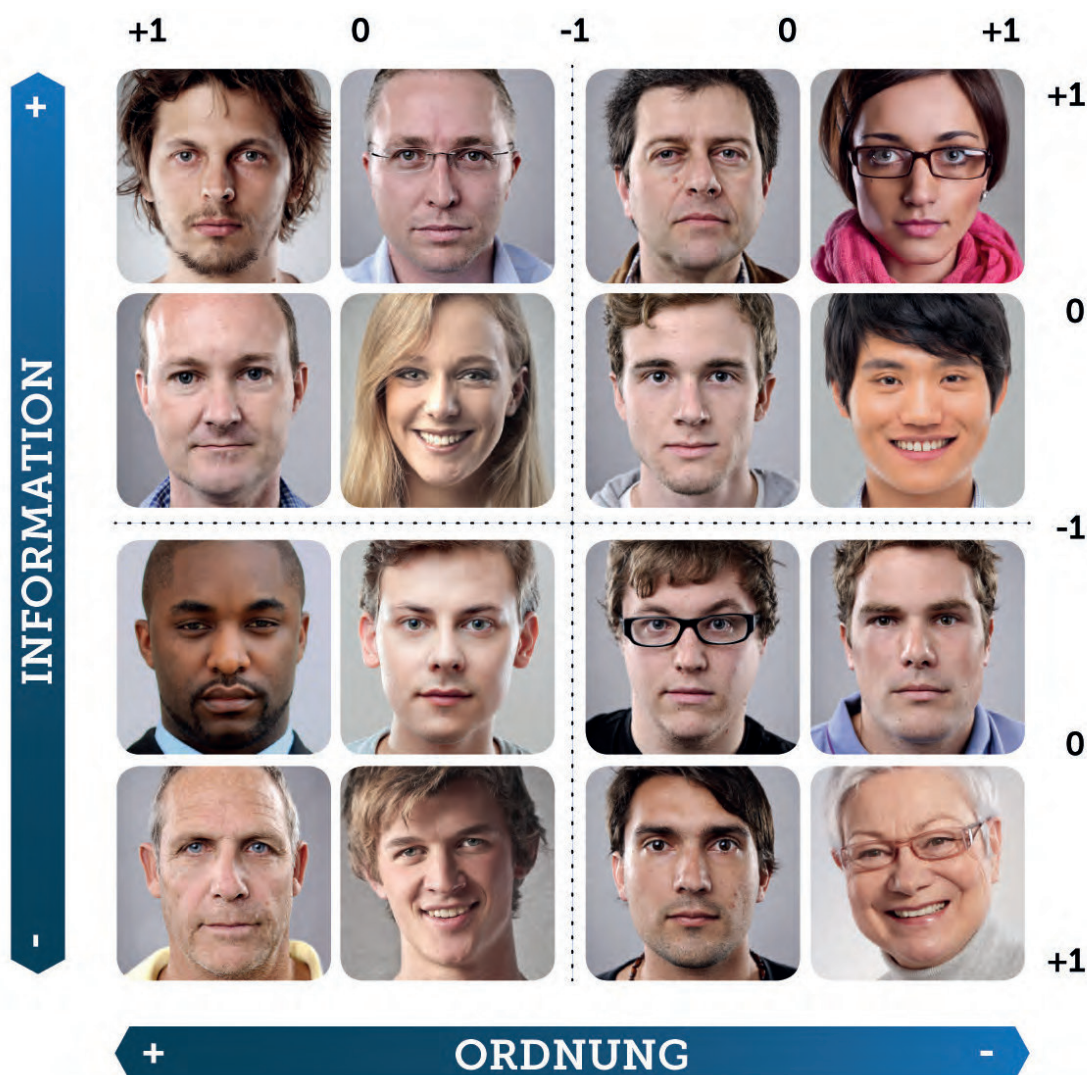 +1 0 -1 0 +1
+
+1
0
INFORMATION
-1
0
-
+1
+ ORDNUNG -